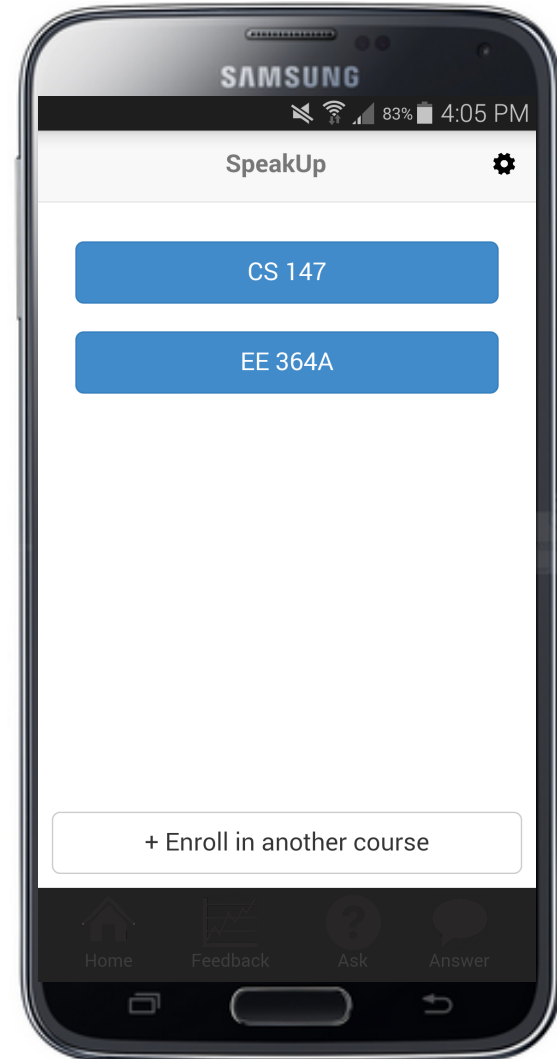 SAMSUNG
83% 4:05 PM
SpeakUp
CS 147
EE 364A
+ Enroll in another course
Home Feedback Ask Answer